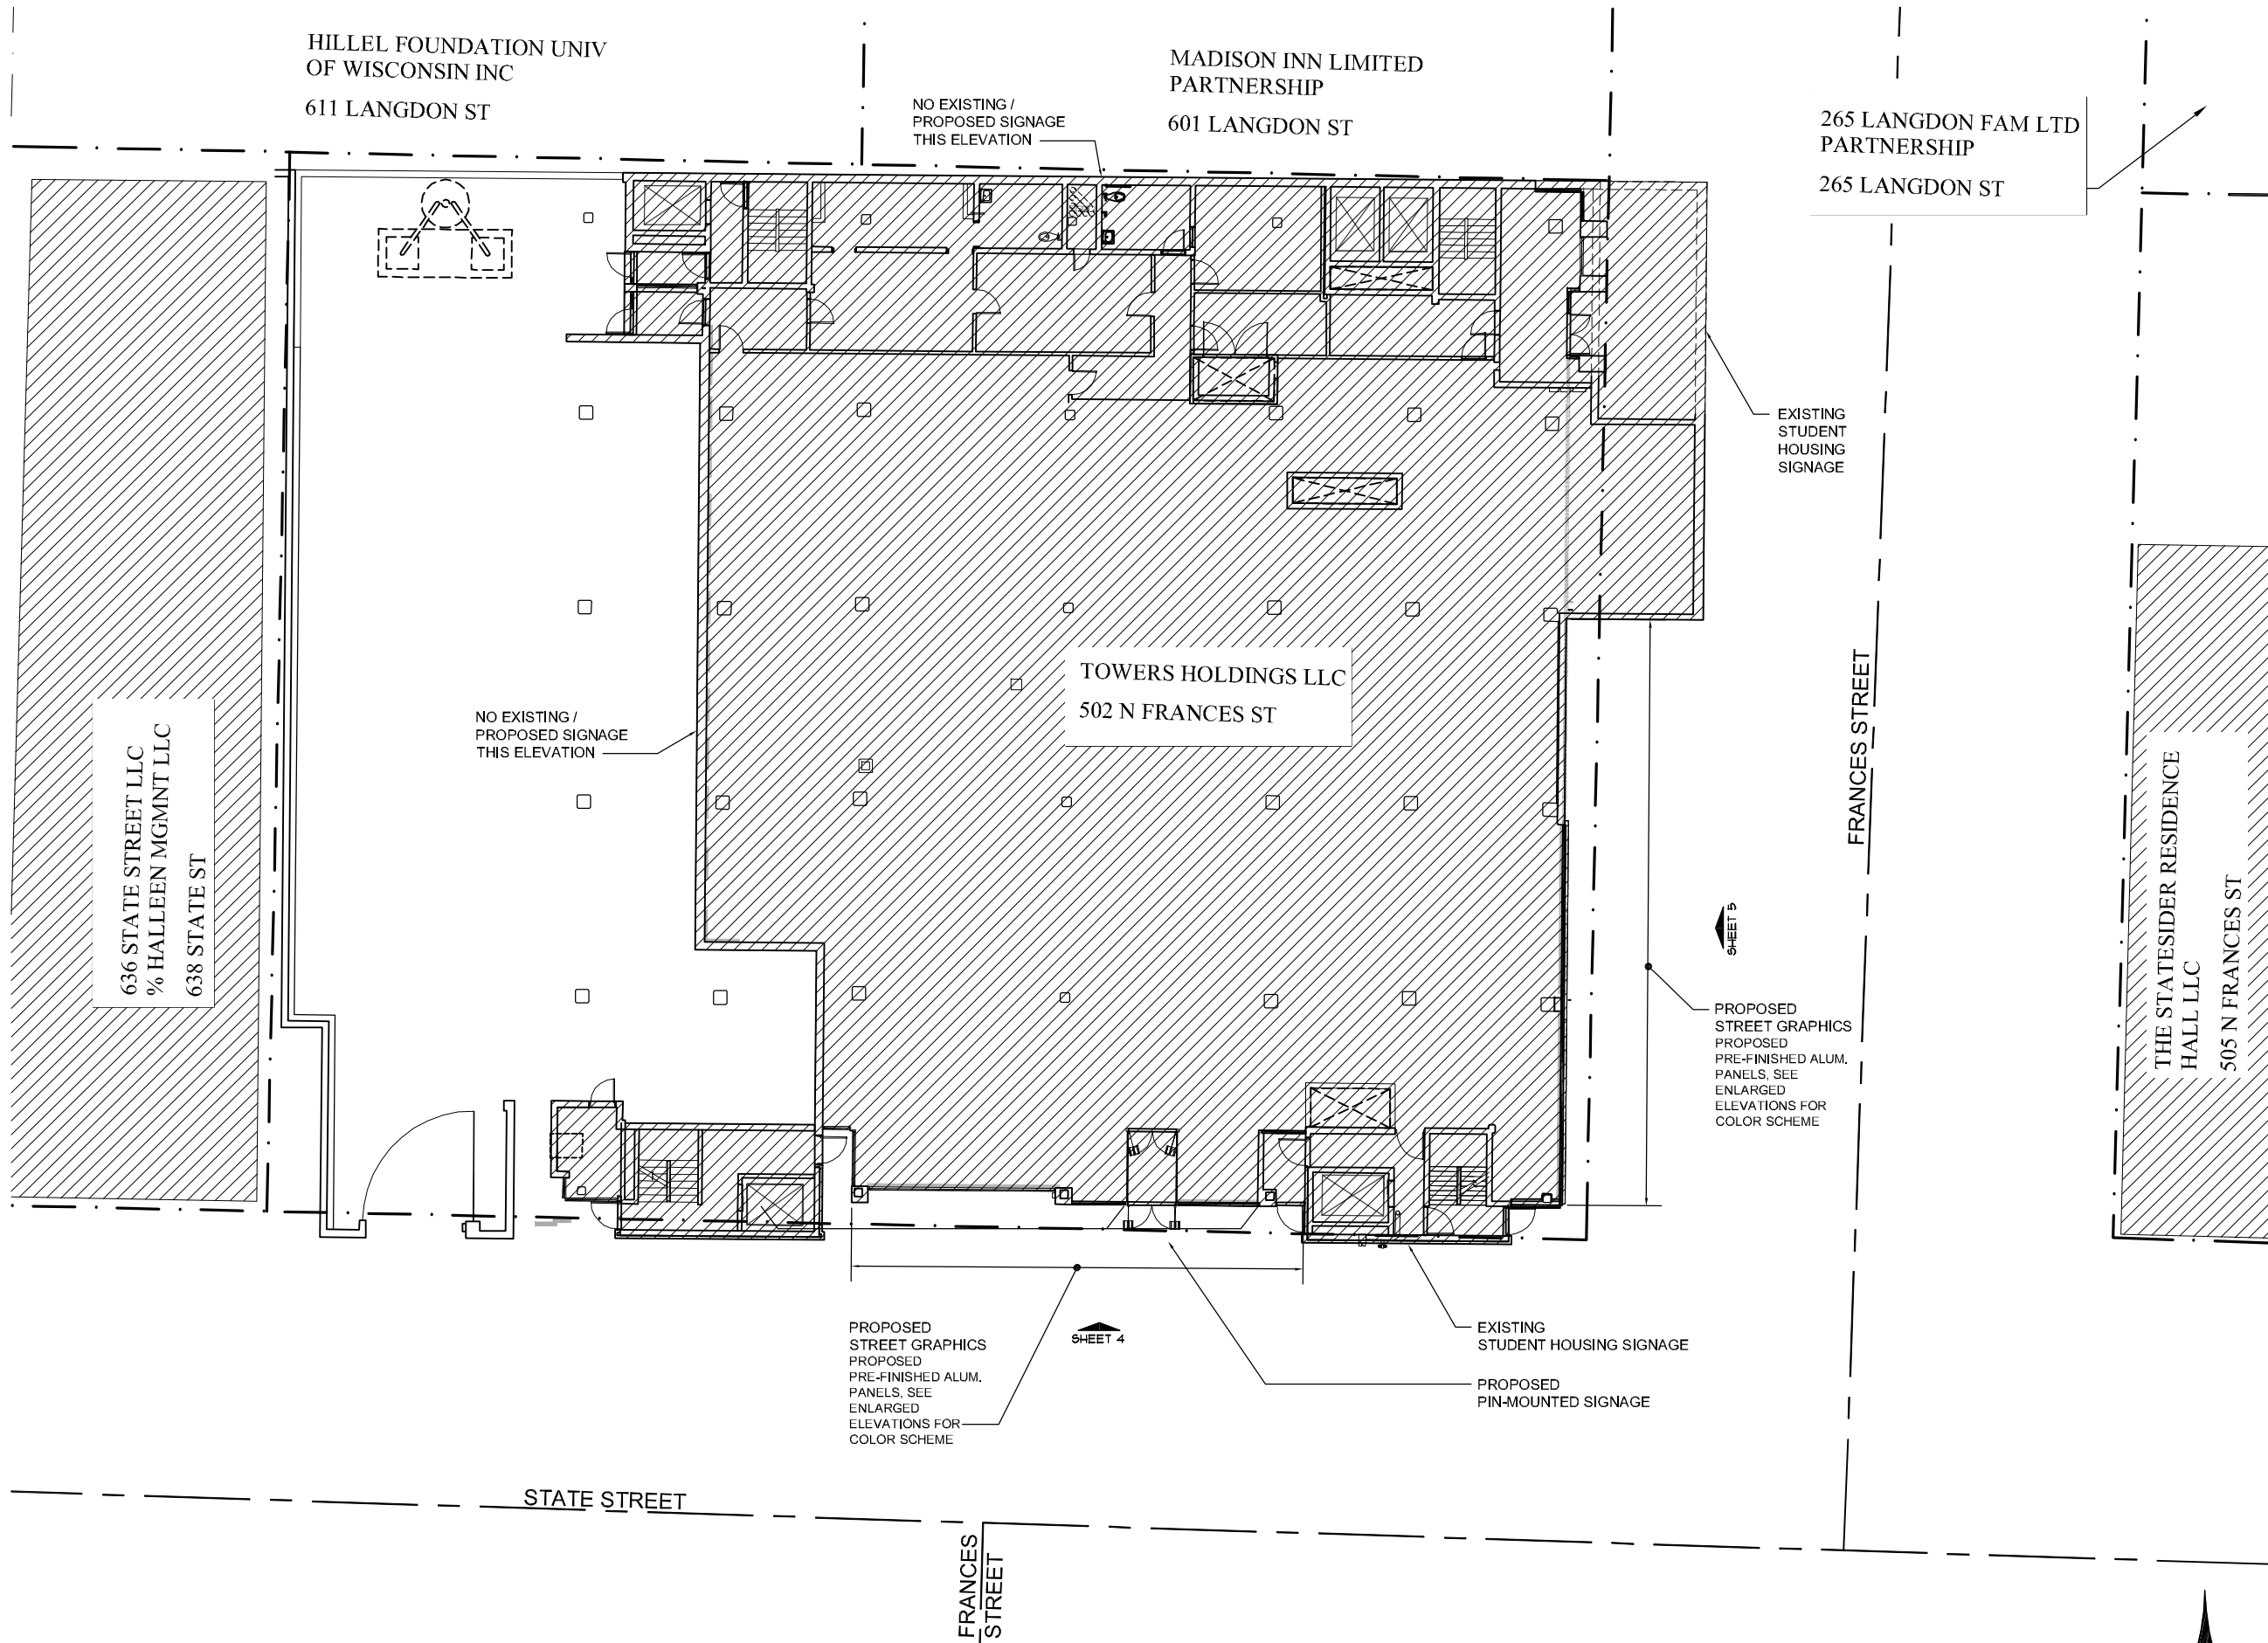 HILLEL FOUNDATION UNIV
OF WISCONSIN INC
611 LANGDON ST
MADISON INN LIMITED
PARTNERSHIP
601 LANGDON ST
NO EXISTING /
PROPOSED SIGNAGE
THIS ELEVATION
265 LANGDON FAM LTD
PARTNERSHIP
265 LANGDON ST
EXISTING
STUDENT
HOUSING
SIGNAGE
TOWERS HOLDINGS LLC
502 N FRANCES ST
NO EXISTING /
PROPOSED SIGNAGE
THIS ELEVATION
636 STATE STREET LLC
% HALLEEN MGMNT LLC
638 STATE ST
FRANCES STREET
THE STATESIDER RESIDENCE
HALL LLC
505 N FRANCES ST
SHEET 5
PROPOSED
STREET GRAPHICS
PROPOSED
PRE-FINISHED ALUM.
PANELS, SEE
ENLARGED
ELEVATIONS FOR
COLOR SCHEME
PROPOSED
STREET GRAPHICS
PROPOSED
PRE-FINISHED ALUM.
PANELS, SEE
ENLARGED
ELEVATIONS FOR
COLOR SCHEME
SHEET 4
EXISTING
STUDENT HOUSING SIGNAGE
PROPOSED
PIN-MOUNTED SIGNAGE
STATE STREET
FRANCES
STREET